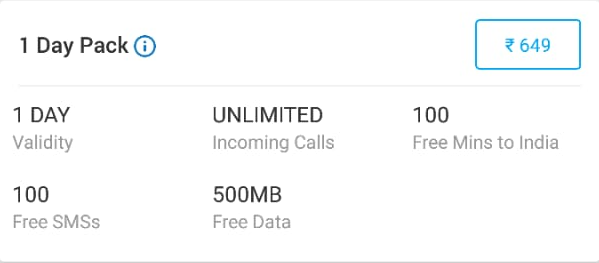 1 Day Pack
₹ 649
1 DAY UNLIMITED 100
Validity Incoming Calls Free Mins to India
100 500MB
Free SMSs Free Data